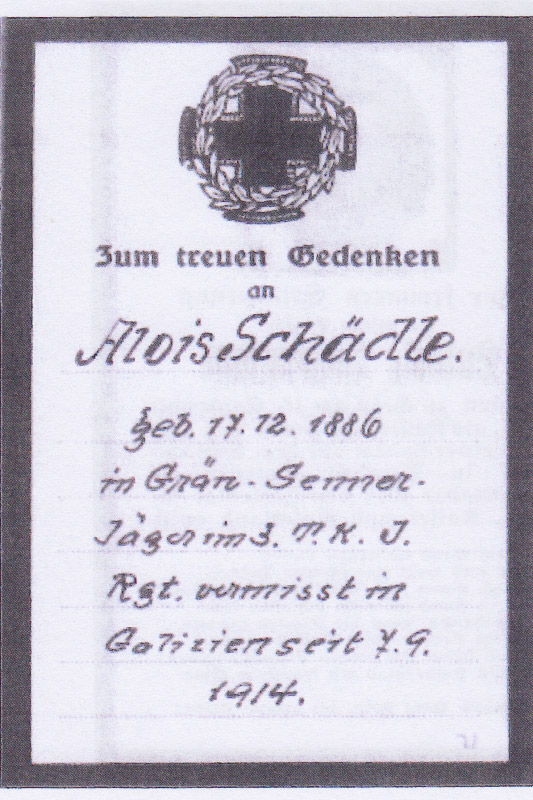 Zum treuen Gedenken
an
Alois Schädle.
geb. 17.12.1886
in Grän - Senner.
Jäger im 3. T. K. J.
Rgt. vermisst in
Galizien seit 7.9.
1914.